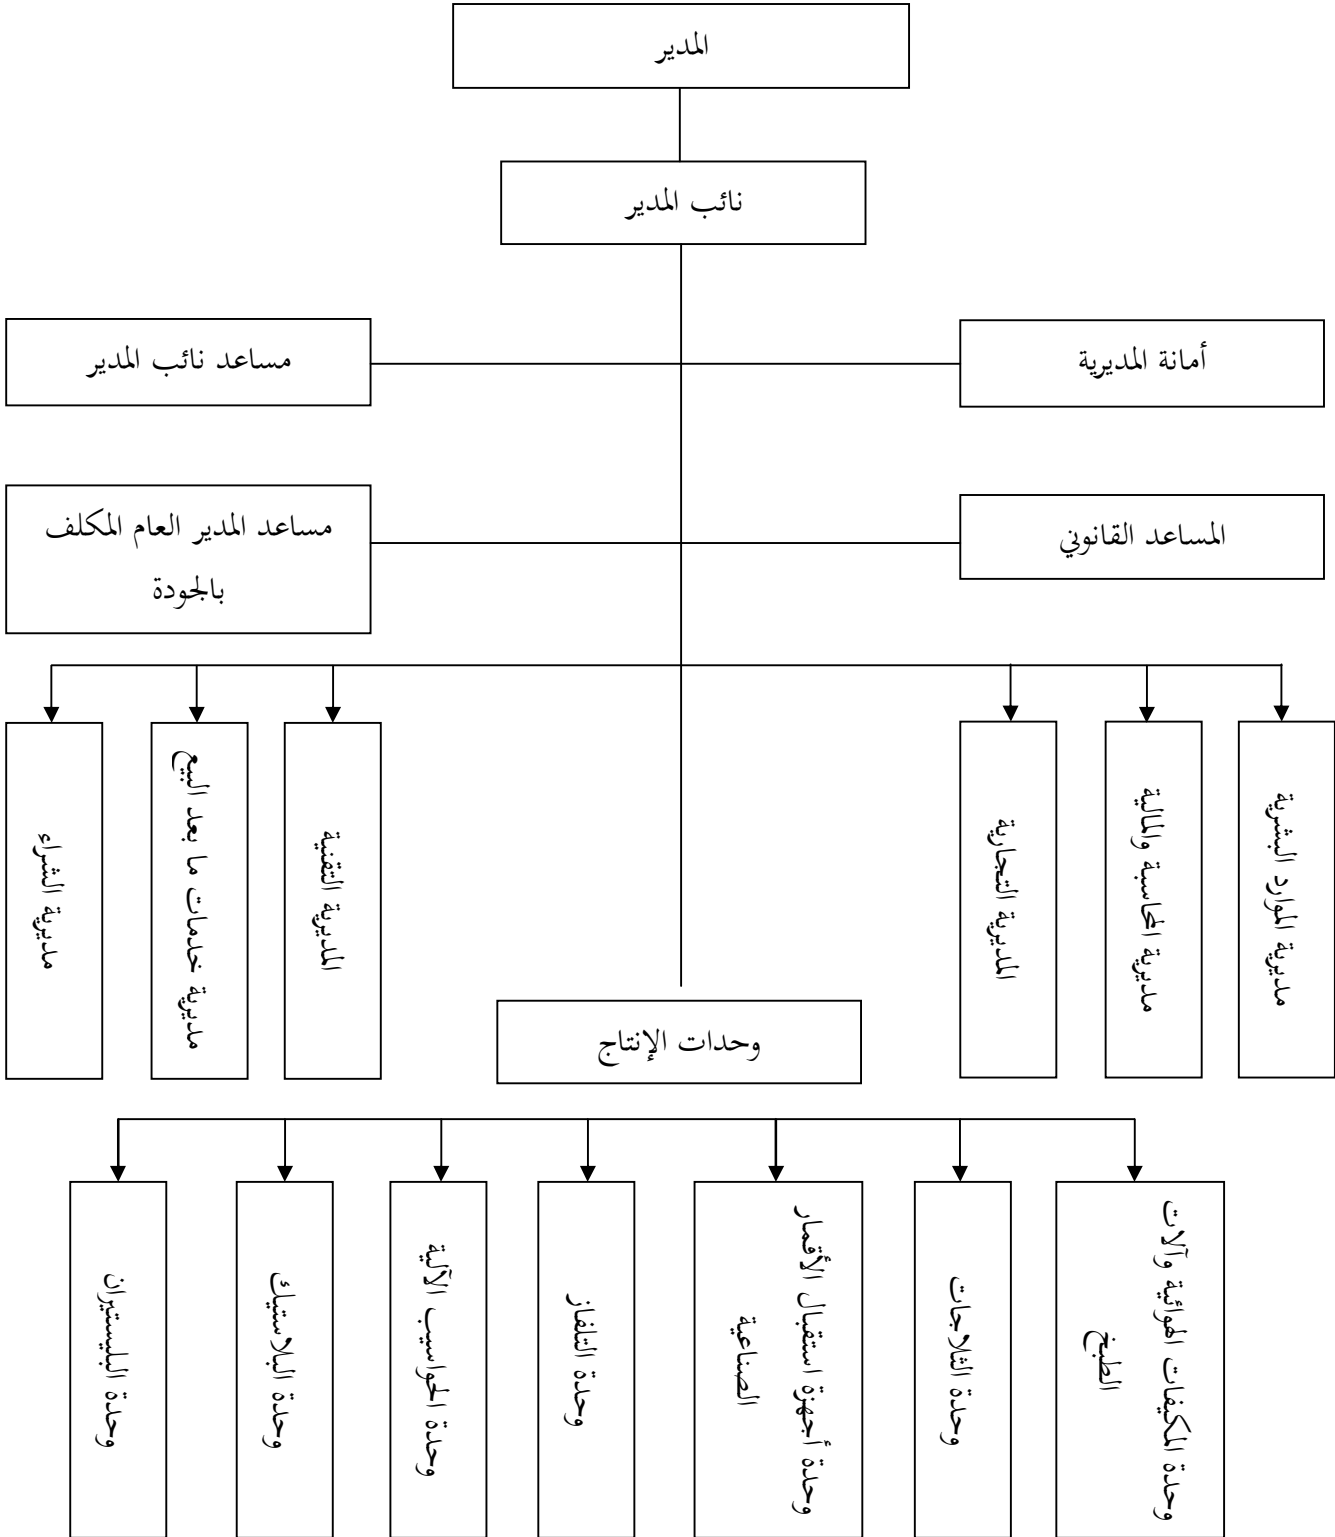 المدير
نائب المدير
أمانة المديرية
مساعد نائب المدير
المساعد القانوني
مساعد المدير العام المكلف
بالجودة
مديرية الموارد البشرية
مديرية المحاسبة والمالية
المديرية التجارية
المديرية التقنية
مديرية خدمات ما بعد البيع
مديرية الشراء
وحدات الإنتاج
وحدة المكيفات الهوائية وآلات
الطبخ
وحدة الثلاجات
وحدة أجهزة استقبال الأقمار
الصناعية
وحدة التلفاز
وحدة الحواسيب الآلية
وحدة البلاستيك
وحدة البليستيران